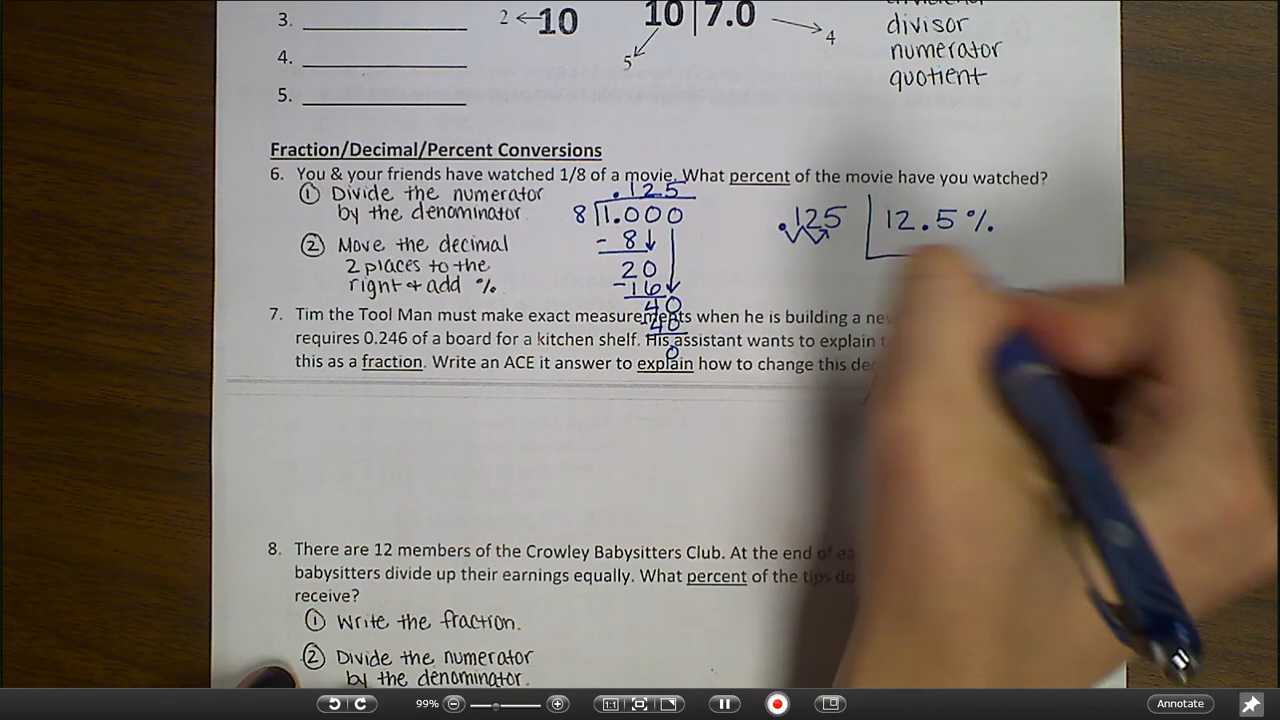 3. ____________
2 ← 10
10 | 7.0
4
5
divisor
numerator
quotient
4. ____________
5. ____________
Fraction/Decimal/Percent Conversions
6. You & your friends have watched 1/8 of a movie. What percent of the movie have you watched?
① Divide the numerator
by the denominator.
② Move the decimal
2 places to the
right + add %.
.125
8 1.000
- 8
20
-16
40
-40
0
.125
12.5%
7. Tim the Tool Man must make exact measurements when he is building a
requires 0.246 of a board for a kitchen shelf. His assistant wants to explain
this as a fraction. Write an ACE it answer to explain how to change this
8. There are 12 members of the Crowley Babysitters Club. At the end of
babysitters divide up their earnings equally. What percent of the tips
receive?
① Write the fraction.
② Divide the numerator
by the denominator.
99%
1:1
Annotate